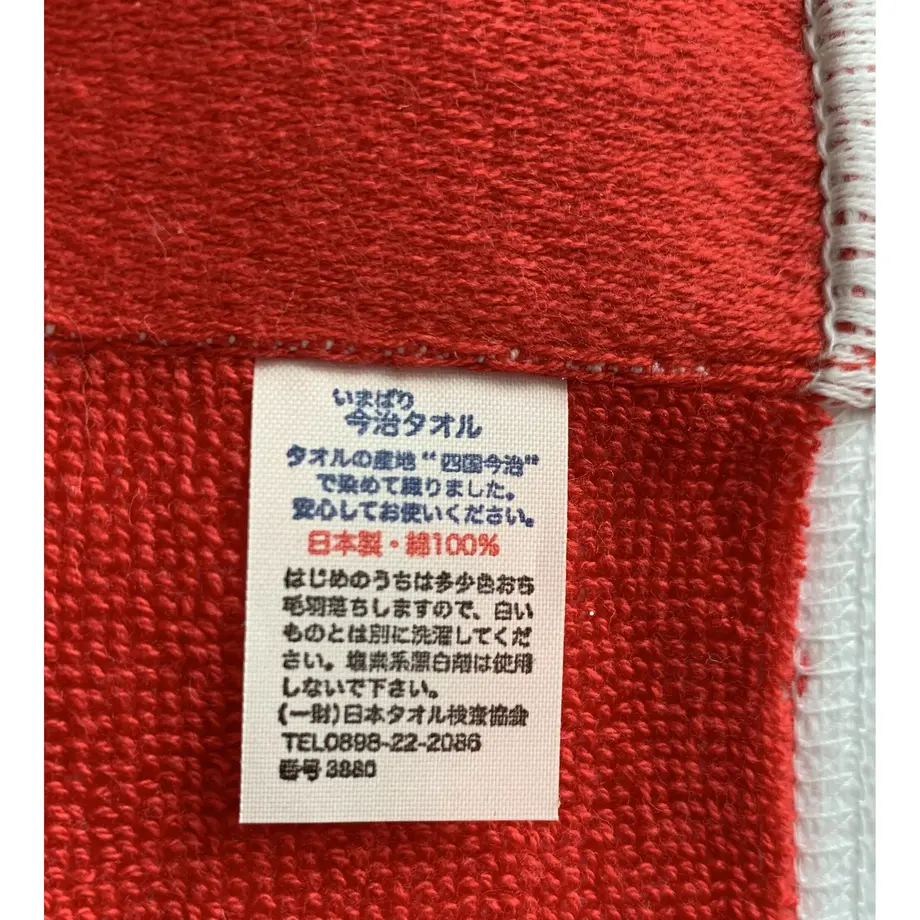 いまばり
今治タオル
タオルの産地“四国今治”
で染めて織りました。
安心してお使いください。
日本製・綿100%
はじめのうちは多少色おち
毛羽落ちしますので、白い
ものとは別に洗濯してくだ
さい。塩素系漂白剤は使用
しないで下さい。
(一財)日本タオル検査協会
TEL0898-22-2086
番号3880